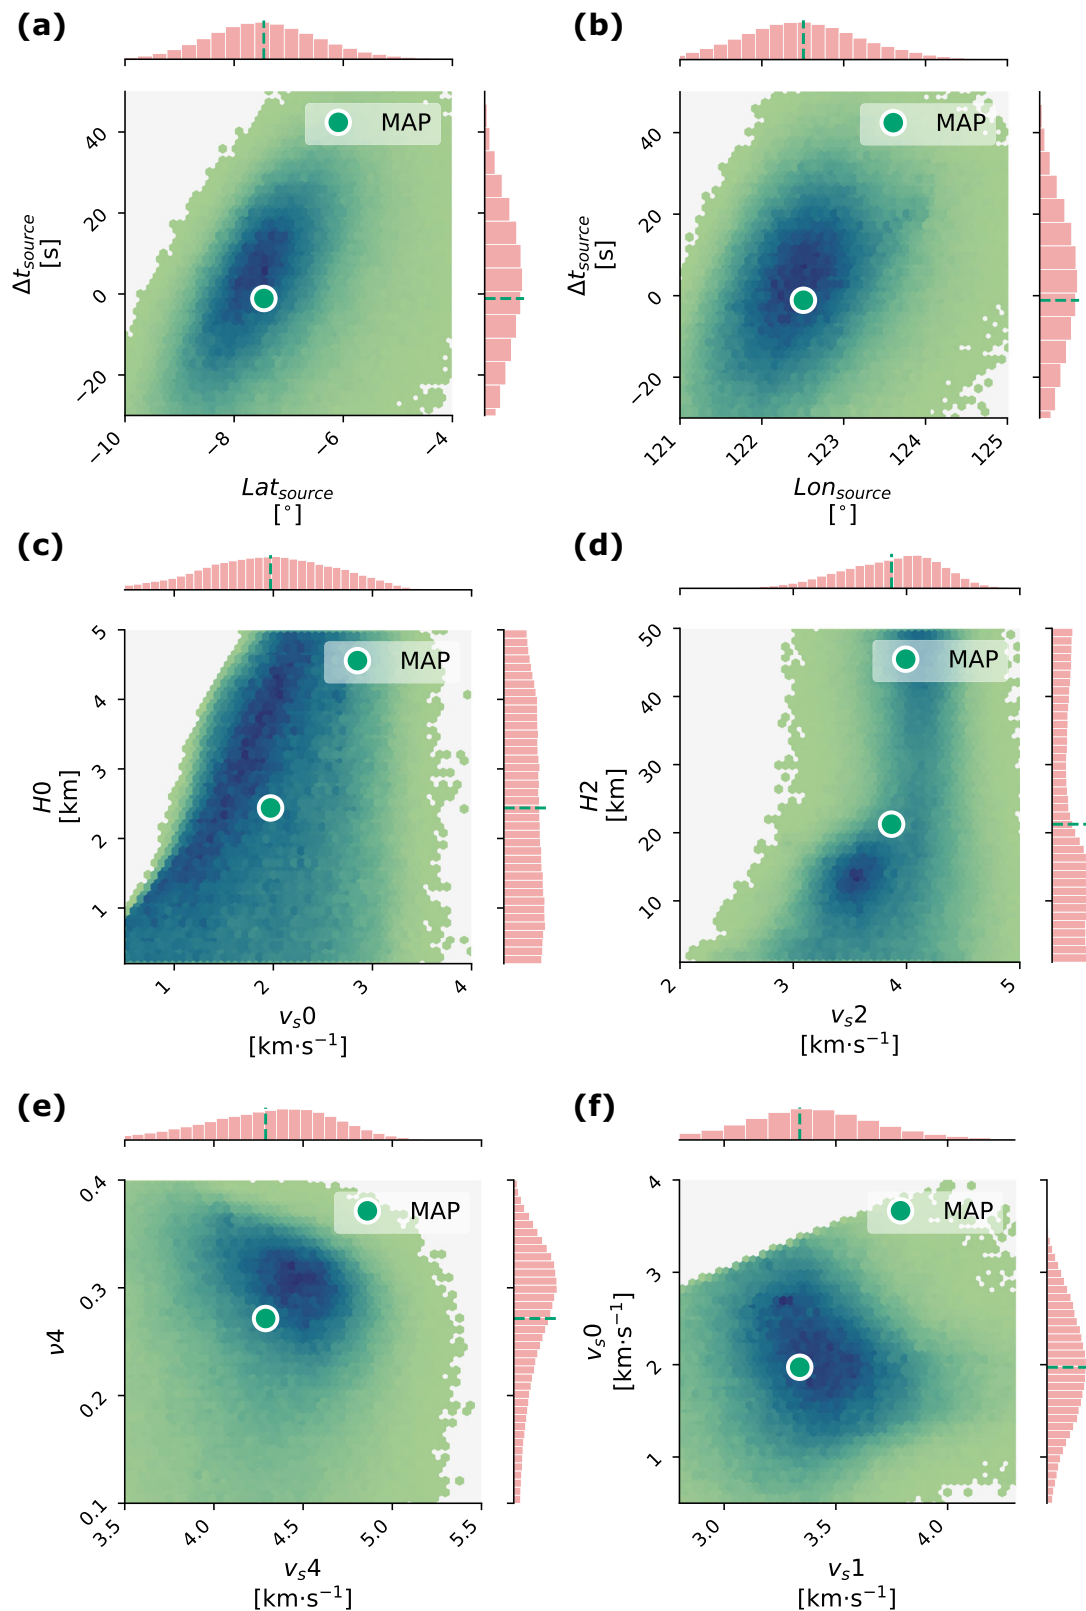 (a)
MAP
40
20
0
−20
Δt_source
[s]
−10
−8
−6
−4
Lat_source
[°]
(b)
MAP
40
20
0
−20
Δt_source
[s]
121
122
123
124
125
Lon_source
[°]
(c)
MAP
5
4
3
2
1
H0
[km]
1
2
3
4
v_s0
[km·s⁻¹]
(d)
MAP
50
40
30
20
10
H2
[km]
2
3
4
5
v_s2
[km·s⁻¹]
(e)
MAP
0.4
0.3
0.2
0.1
ν4
3.5
4.0
4.5
5.0
5.5
v_s4
[km·s⁻¹]
(f)
MAP
4
3
2
1
v_s0
[km·s⁻¹]
3.0
3.5
4.0
v_s1
[km·s⁻¹]